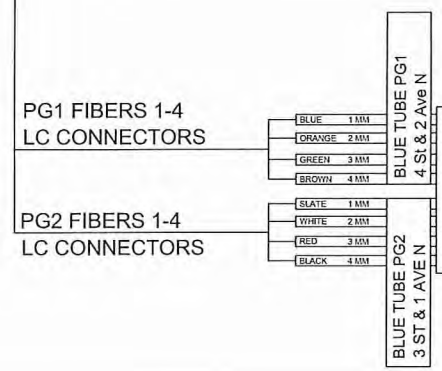 PG1 FIBERS 1-4
LC CONNECTORS
BLUE 1 MM
ORANGE 2 MM
GREEN 3 MM
BROWN 4 MM
BLUE TUBE PG1
4 St & 2 Ave N
PG2 FIBERS 1-4
LC CONNECTORS
SLATE 1 MM
WHITE 2 MM
RED 3 MM
BLACK 4 MM
BLUE TUBE PG2
3 ST & 1 AVE N